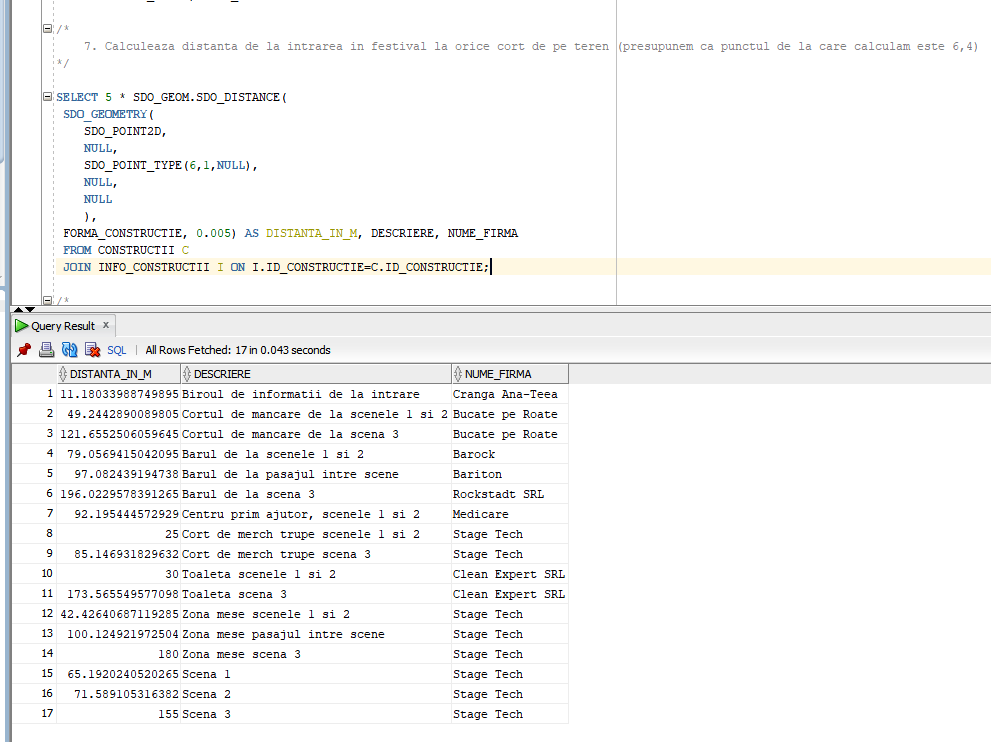 /*
7. Calculeaza distanta de la intrarea in festival la orice cort de pe teren (presupunem ca punctul de la care calculam este 6,4)
*/
SELECT 5 * SDO_GEOM.SDO_DISTANCE(
SDO_GEOMETRY(
SDO_POINT2D,
NULL,
SDO_POINT_TYPE(6,1,NULL),
NULL,
NULL
),
FORMA_CONSTRUCTIE, 0.005) AS DISTANTA_IN_M, DESCRIERE, NUME_FIRMA
FROM CONSTRUCTII C
JOIN INFO_CONSTRUCTII I ON I.ID_CONSTRUCTIE=C.ID_CONSTRUCTIE;
/*
Query Result x
SQL | All Rows Fetched: 17 in 0.043 seconds
DISTANTA_IN_M DESCRIERE NUME_FIRMA
1 11.18033988749895 Biroul de informatii de la intrare Cranga Ana-Teea
2 49.2442890089805 Cortul de mancare de la scenele 1 si 2 Bucate pe Roate
3 121.6552506059645 Cortul de mancare de la scena 3 Bucate pe Roate
4 79.0569415042095 Barul de la scenele 1 si 2 Barock
5 97.082439194738 Barul de la pasajul intre scene Bariton
6 196.0229578391265 Barul de la scena 3 Rockstadt SRL
7 92.195444572929 Centru prim ajutor, scenele 1 si 2 Medicare
8 25 Cort de merch trupe scenele 1 si 2 Stage Tech
9 85.146931829632 Cort de merch trupe scena 3 Stage Tech
10 30 Toaleta scenele 1 si 2 Clean Expert SRL
11 173.565549577098 Toaleta scena 3 Clean Expert SRL
12 42.42640687119285 Zona mese scenele 1 si 2 Stage Tech
13 100.124921972504 Zona mese pasajul intre scene Stage Tech
14 180 Zona mese scena 3 Stage Tech
15 65.1920240520265 Scena 1 Stage Tech
16 71.589105316382 Scena 2 Stage Tech
17 155 Scena 3 Stage Tech